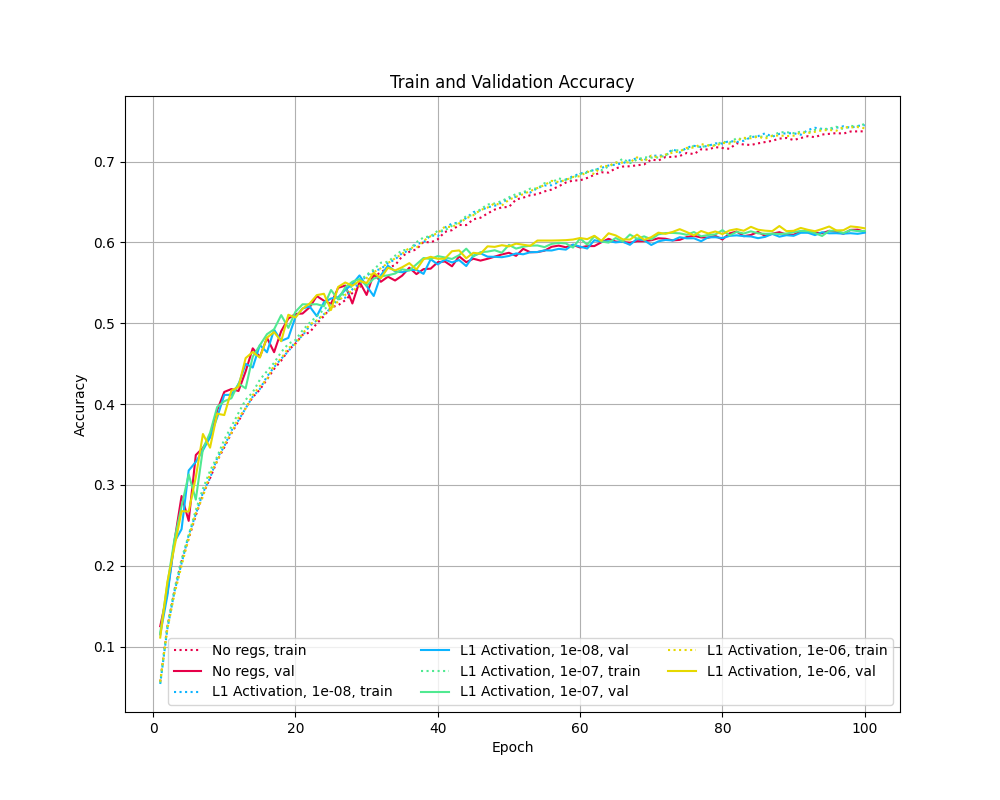 Train and Validation Accuracy
Accuracy
0.7
0.6
0.5
0.4
0.3
0.2
0.1
No regs, train
No regs, val
L1 Activation, 1e-08, train
L1 Activation, 1e-08, val
L1 Activation, 1e-07, train
L1 Activation, 1e-07, val
L1 Activation, 1e-06, train
L1 Activation, 1e-06, val
0 20 40 60 80 100
Epoch